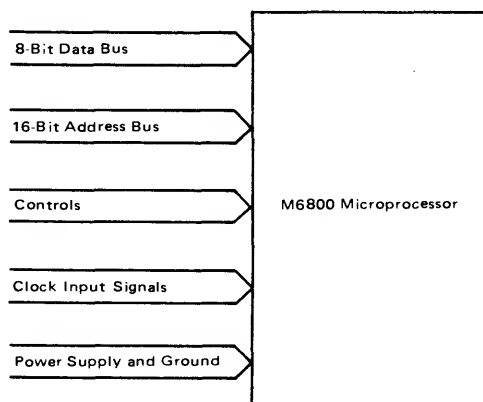 8-Bit Data Bus
16-Bit Address Bus
Controls
M6800 Microprocessor
Clock Input Signals
Power Supply and Ground